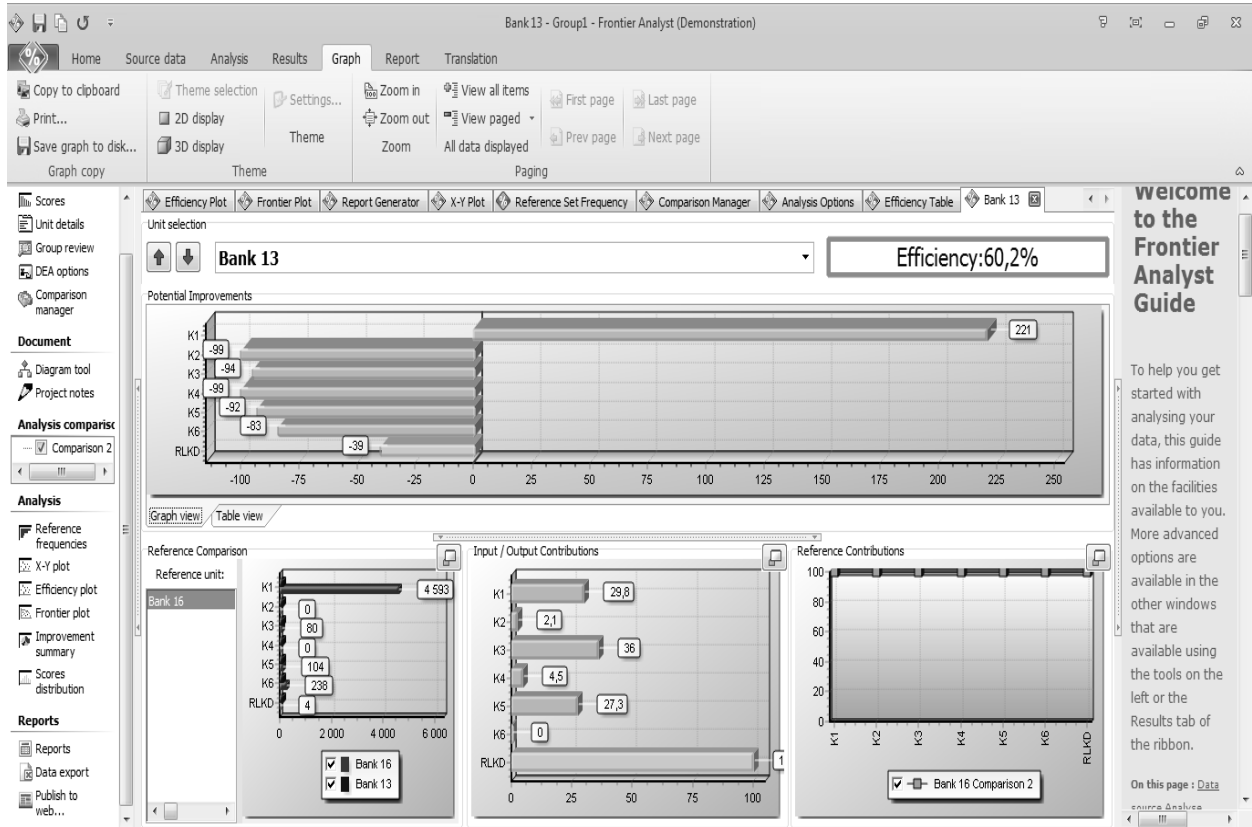 Bank 13 - Group1 - Frontier Analyst (Demonstration)
Home Source data Analysis Results Graph Report Translation
Copy to clipboard
Print...
Save graph to disk...
Graph copy
Theme selection
2D display
3D display
Settings...
Theme
Theme
Zoom in
Zoom out
Zoom
View all items
View paged
All data displayed
First page
Prev page
Last page
Next page
Paging
Scores
Unit details
Group review
DEA options
Comparison
manager
Document
Diagram tool
Project notes
Analysis comparisc
Comparison 2
Analysis
Reference
frequencies
X-Y plot
Efficiency plot
Frontier plot
Improvement
summary
Scores
distribution
Reports
Reports
Data export
Publish to
web...
Efficiency Plot Frontier Plot Report Generator X-Y Plot Reference Set Frequency Comparison Manager Analysis Options Efficiency Table Bank 13
Unit selection
Bank 13
Efficiency:60,2%
Potential Improvements
K1 221
K2 -99
K3 -94
K4 -99
K5 -92
K6 -83
RLKD -39
-100 -75 -50 -25 0 25 50 75 100 125 150 175 200 225 250
Graph view Table view
Reference Comparison
Reference unit:
Bank 16
K1 4 593
K2 0
K3 80
K4 0
K5 104
K6 238
RLKD 4
0 2 000 4 000 6 000
Bank 16
Bank 13
Input / Output Contributions
K1 29,8
K2 2,1
K3 36
K4 4,5
K5 27,3
K6 0
RLKD 1
0 25 50 75 100
Reference Contributions
100
80
60
40
20
0
K1 K2 K3 K4 K5 K6 RLKD
Bank 16 Comparison 2
Welcome
to the
Frontier
Analyst
Guide
To help you get
started with
analysing your
data, this guide
has information
on the facilities
available to you.
More advanced
options are
available in the
other windows
that are
available using
the tools on the
left or the
Results tab of
the ribbon.
On this page : Data
source Analyse